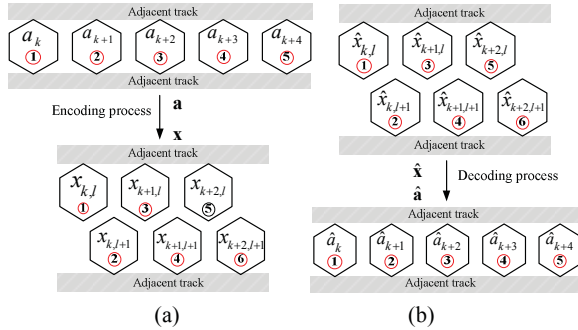 Adjacent track
a_k a_{k+1} a_{k+2} a_{k+3} a_{k+4}
1 2 3 4 5
Adjacent track
Encoding process a
x
Adjacent track
x_{k,l} x_{k+1,l} x_{k+2,l}
1 3 5
x_{k,l+1} x_{k+1,l+1} x_{k+2,l+1}
2 4 6
Adjacent track
(a)
Adjacent track
x̂_{k,l} x̂_{k+1,l} x̂_{k+2,l}
1 3 5
x̂_{k,l+1} x̂_{k+1,l+1} x̂_{k+2,l+1}
2 4 6
Adjacent track
x̂
Decoding process
â
Adjacent track
â_k â_{k+1} â_{k+2} â_{k+3} â_{k+4}
1 2 3 4 5
Adjacent track
(b)